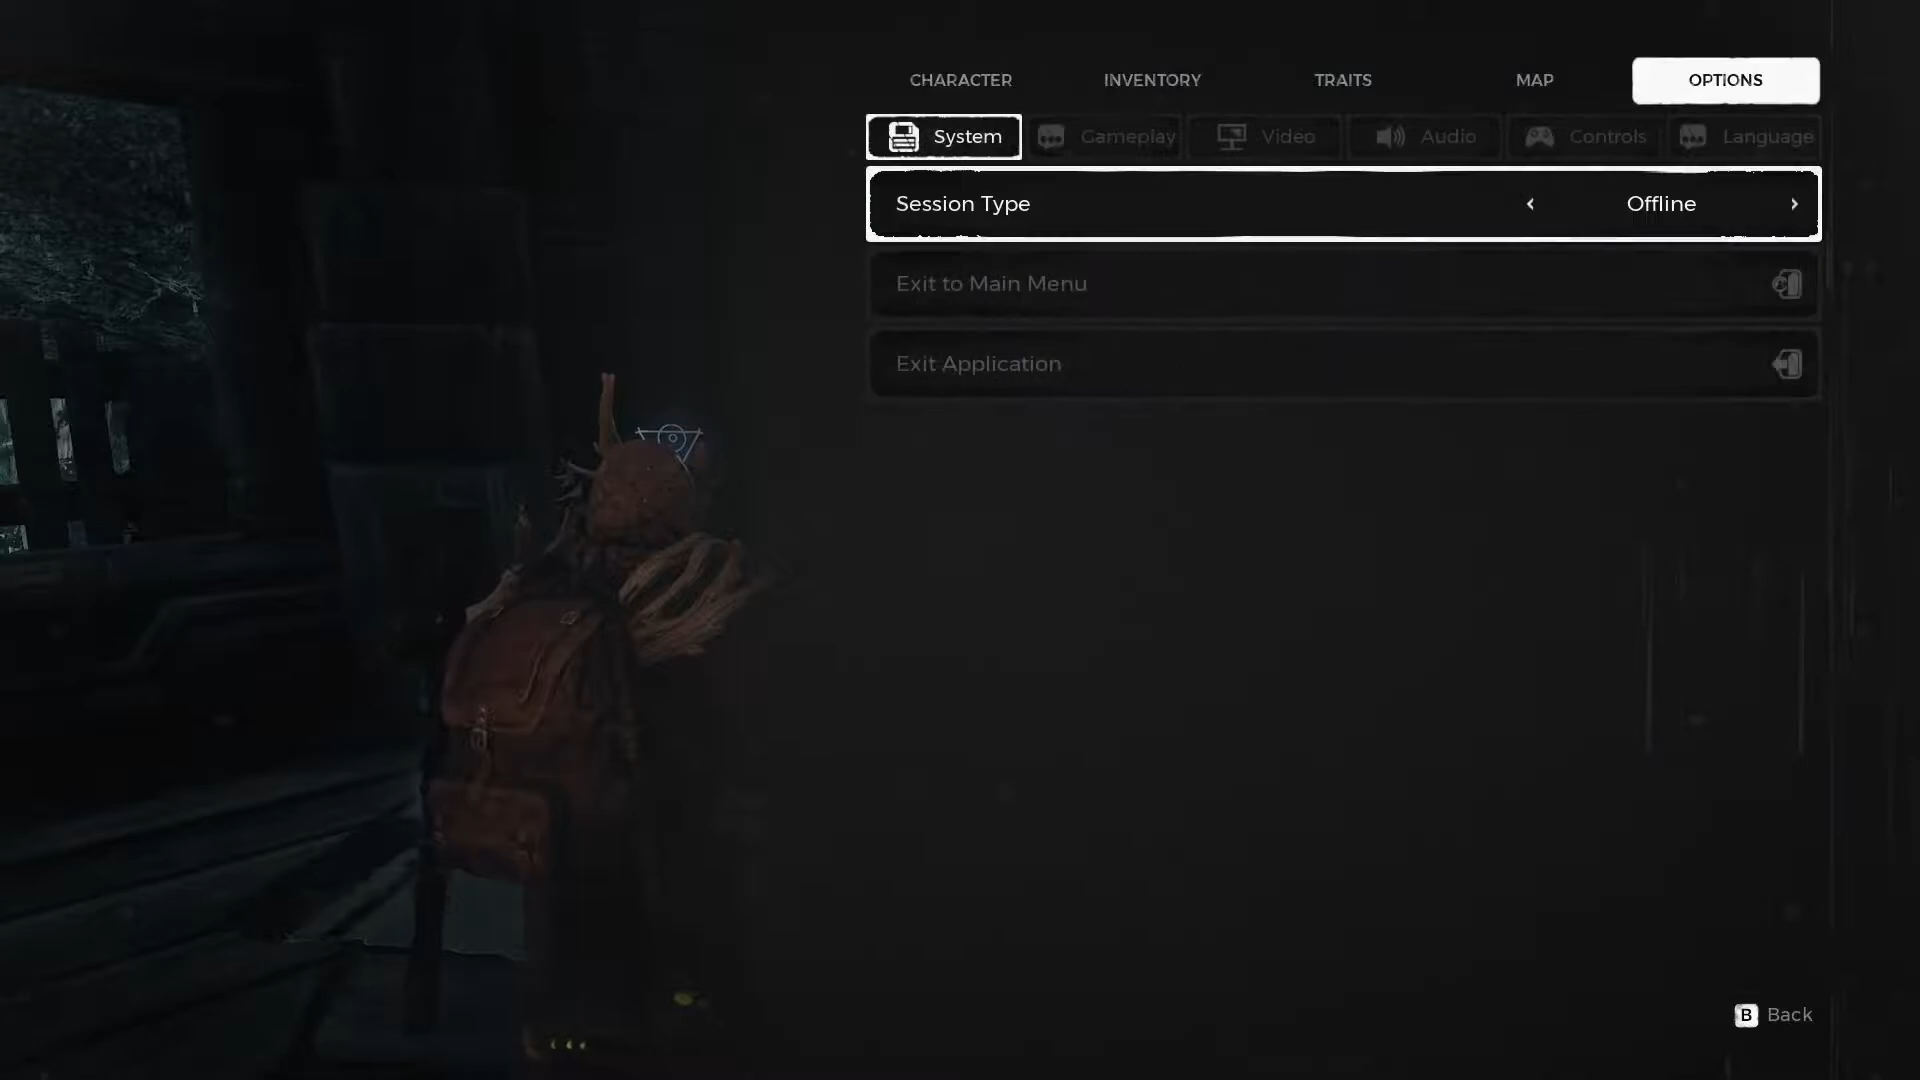 CHARACTER INVENTORY TRAITS MAP OPTIONS
System Gameplay Video Audio Controls Language
Session Type Offline
Exit to Main Menu
Exit Application
B Back